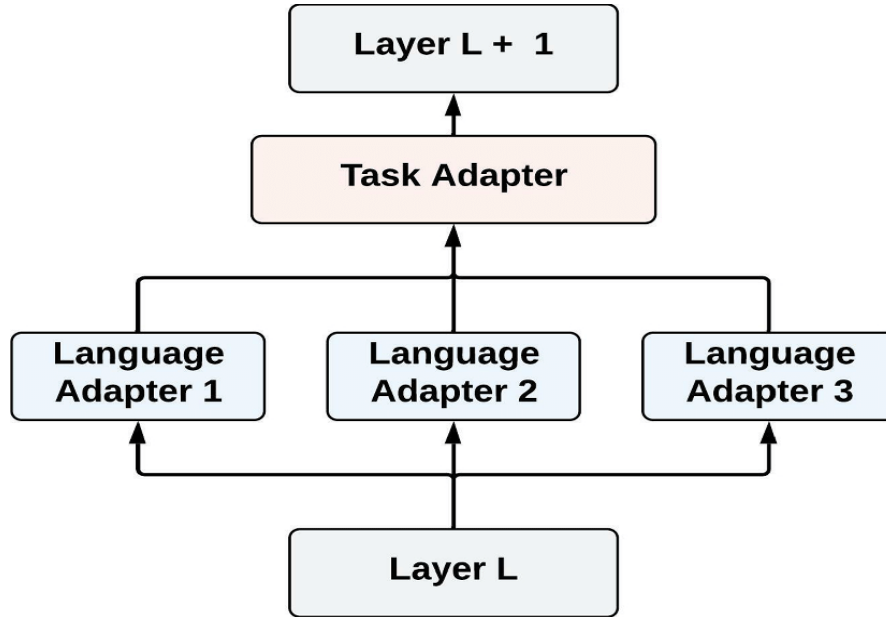 Layer L + 1
Task Adapter
Language
Adapter 1
Language
Adapter 2
Language
Adapter 3
Layer L